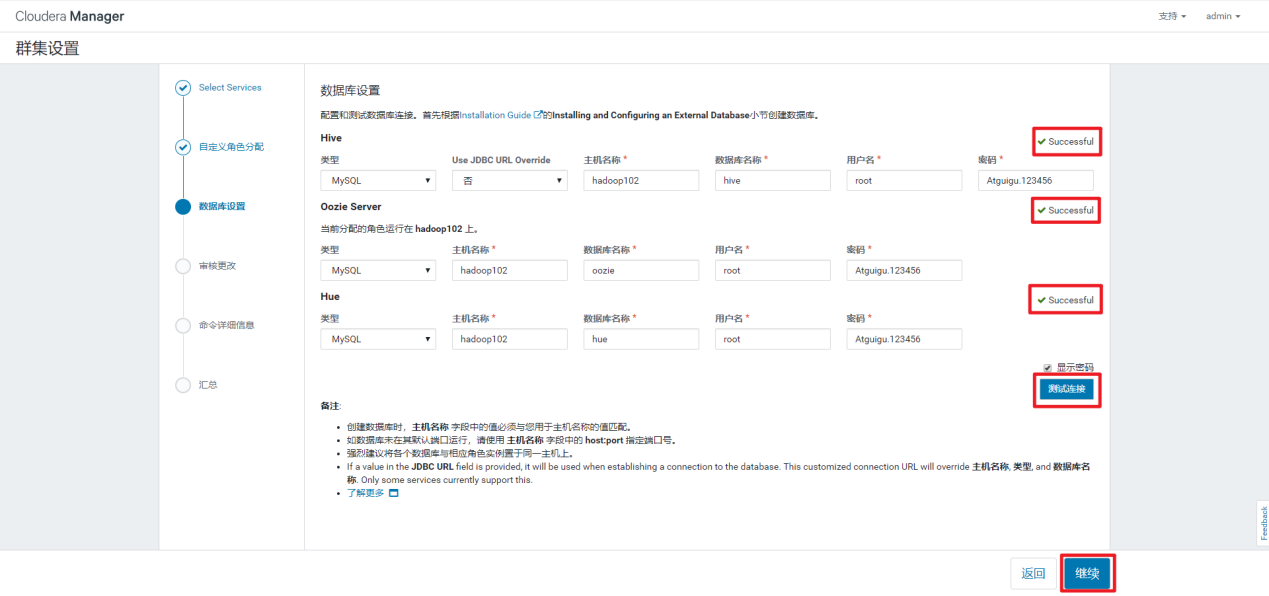 Cloudera Manager
支持 admin
群集设置
Select Services
自定义角色分配
数据库设置
审核更改
命令详细信息
汇总
数据库设置
配置和测试数据库连接。首先根据Installation Guide的Installing and Configuring an External Database小节创建数据库。
Hive
Successful
类型 Use JDBC URL Override 主机名称 * 数据库名称 * 用户名 * 密码 *
MySQL 否 hadoop102 hive root Atguigu.123456
Oozie Server
Successful
当前分配的角色运行在 hadoop102 上。
类型 主机名称 * 数据库名称 * 用户名 * 密码 *
MySQL hadoop102 oozie root Atguigu.123456
Hue
Successful
类型 主机名称 * 数据库名称 * 用户名 * 密码 *
MySQL hadoop102 hue root Atguigu.123456
显示密码
测试连接
备注:
创建数据库时，主机名称 字段中的值必须与您用于主机名称的值匹配。
如数据库未在其默认端口运行，请使用 主机名称 字段中的 host:port 指定端口号。
强烈建议将各个数据库与相应角色实例置于同一主机上。
If a value in the JDBC URL field is provided, it will be used when establishing a connection to the database. This customized connection URL will override 主机名称, 类型, and 数据库名
称. Only some services currently support this.
了解更多
Feedback
返回 继续